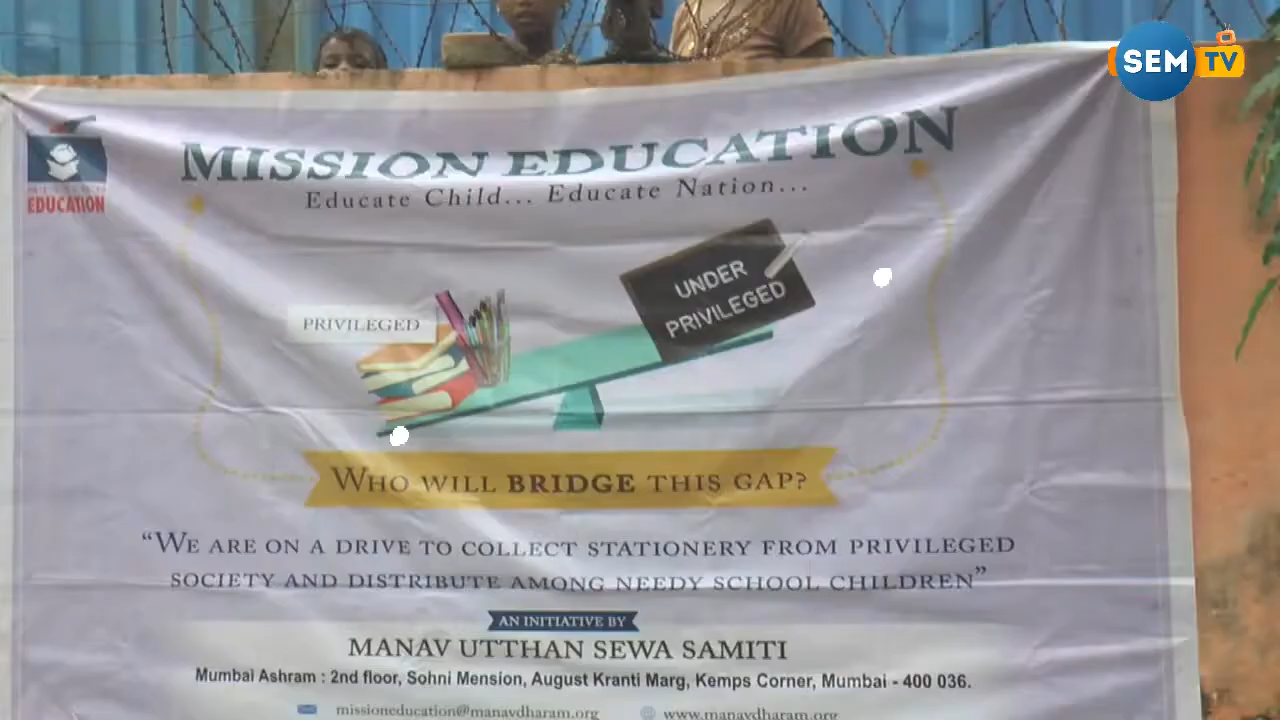 SEM TV
MISSION EDUCATION
Educate Child... Educate Nation...
MISSION
EDUCATION
UNDER
PRIVILEGED
PRIVILEGED
WHO WILL BRIDGE THIS GAP?
"WE ARE ON A DRIVE TO COLLECT STATIONERY FROM PRIVILEGED
SOCIETY AND DISTRIBUTE AMONG NEEDY SCHOOL CHILDREN"
AN INITIATIVE BY
MANAV UTTHAN SEWA SAMITI
Mumbai Ashram : 2nd floor, Sohni Mension, August Kranti Marg, Kemps Corner, Mumbai - 400 036.
missioneducation@manavdharam.org www.manavdharam.org